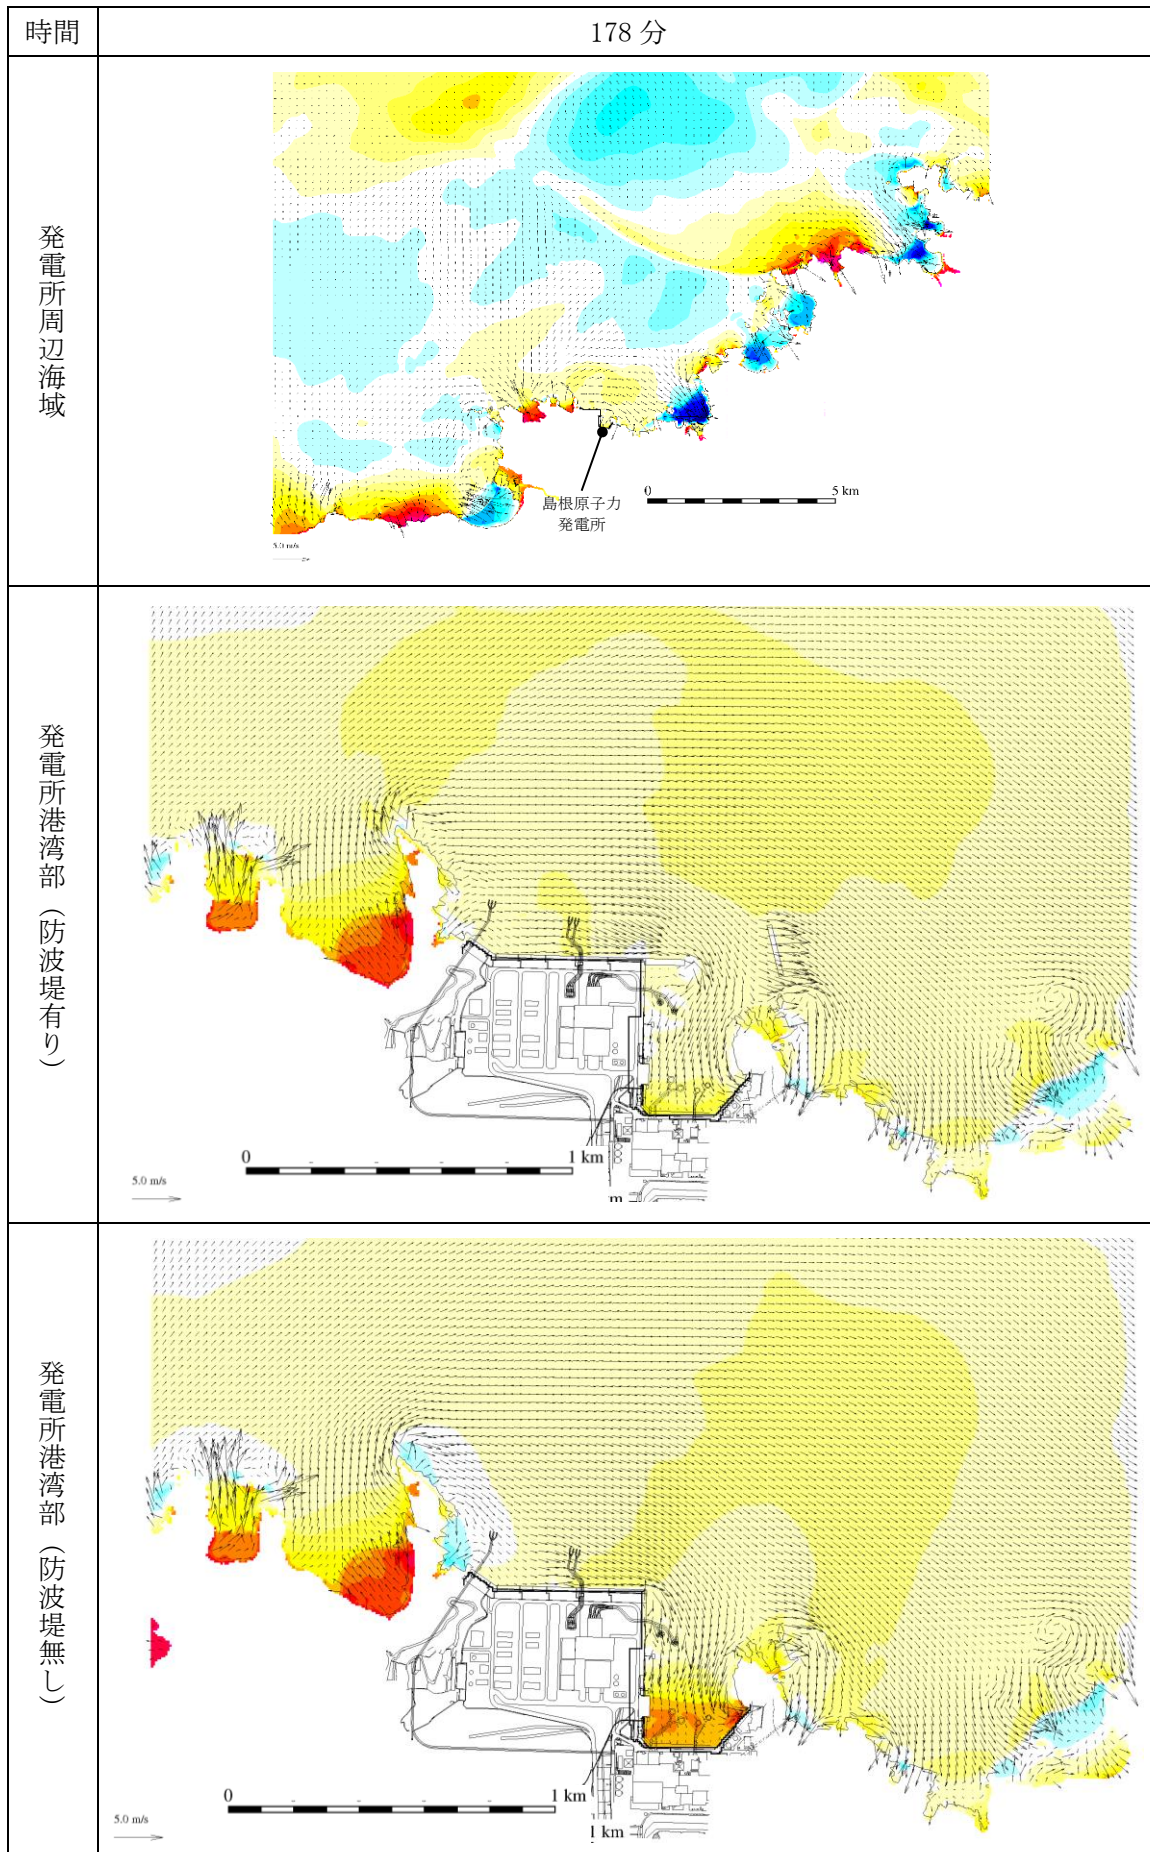 時間
178 分
発電所周辺海域
島根原子力
発電所
0
5 km
5.0 m/s
発電所港湾部（防波堤有り）
0
1 km
5.0 m/s
m
発電所港湾部（防波堤無し）
0
1 km
5.0 m/s
1 km